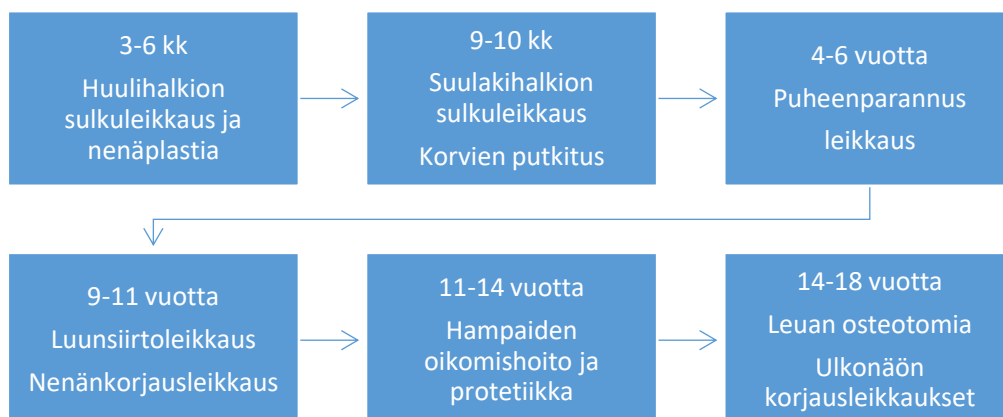 3-6 kk
Huulihalkion
sulkuleikkaus ja
nenäplastia
9-10 kk
Suulakihalkion
sulkuleikkaus
Korvien putkitus
4-6 vuotta
Puheenparannus
leikkaus
9-11 vuotta
Luunsiirtoleikkaus
Nenänkorjausleikkaus
11-14 vuotta
Hampaiden
oikomishoito ja
protetiikka
14-18 vuotta
Leuan osteotomia
Ulkonäön
korjausleikkaukset